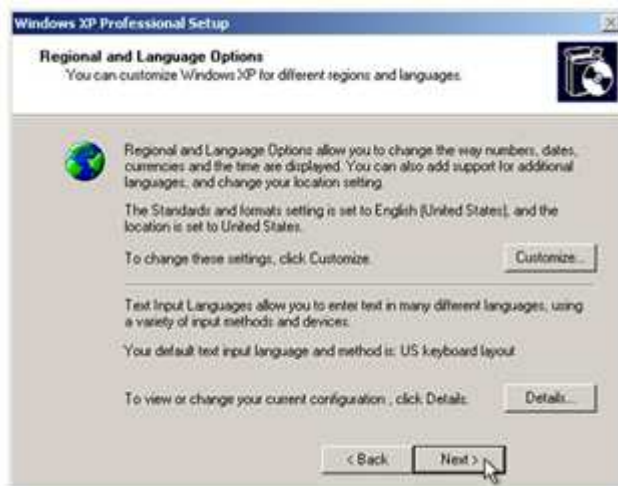 Windows XP Professional Setup
Regional and Language Options
You can customize Windows XP for different regions and languages.
Regional and Language Options allow you to change the way numbers, dates,
currencies and the time are displayed. You can also add support for additional
languages, and change your location setting.
The Standards and formats setting is set to English (United States), and the
location is set to United States.
To change these settings, click Customize.
Customize...
Text Input Languages allow you to enter text in many different languages, using
a variety of input methods and devices.
Your default text input language and method is: US keyboard layout
To view or change your current configuration , click Details.
Details...
< Back
Next >